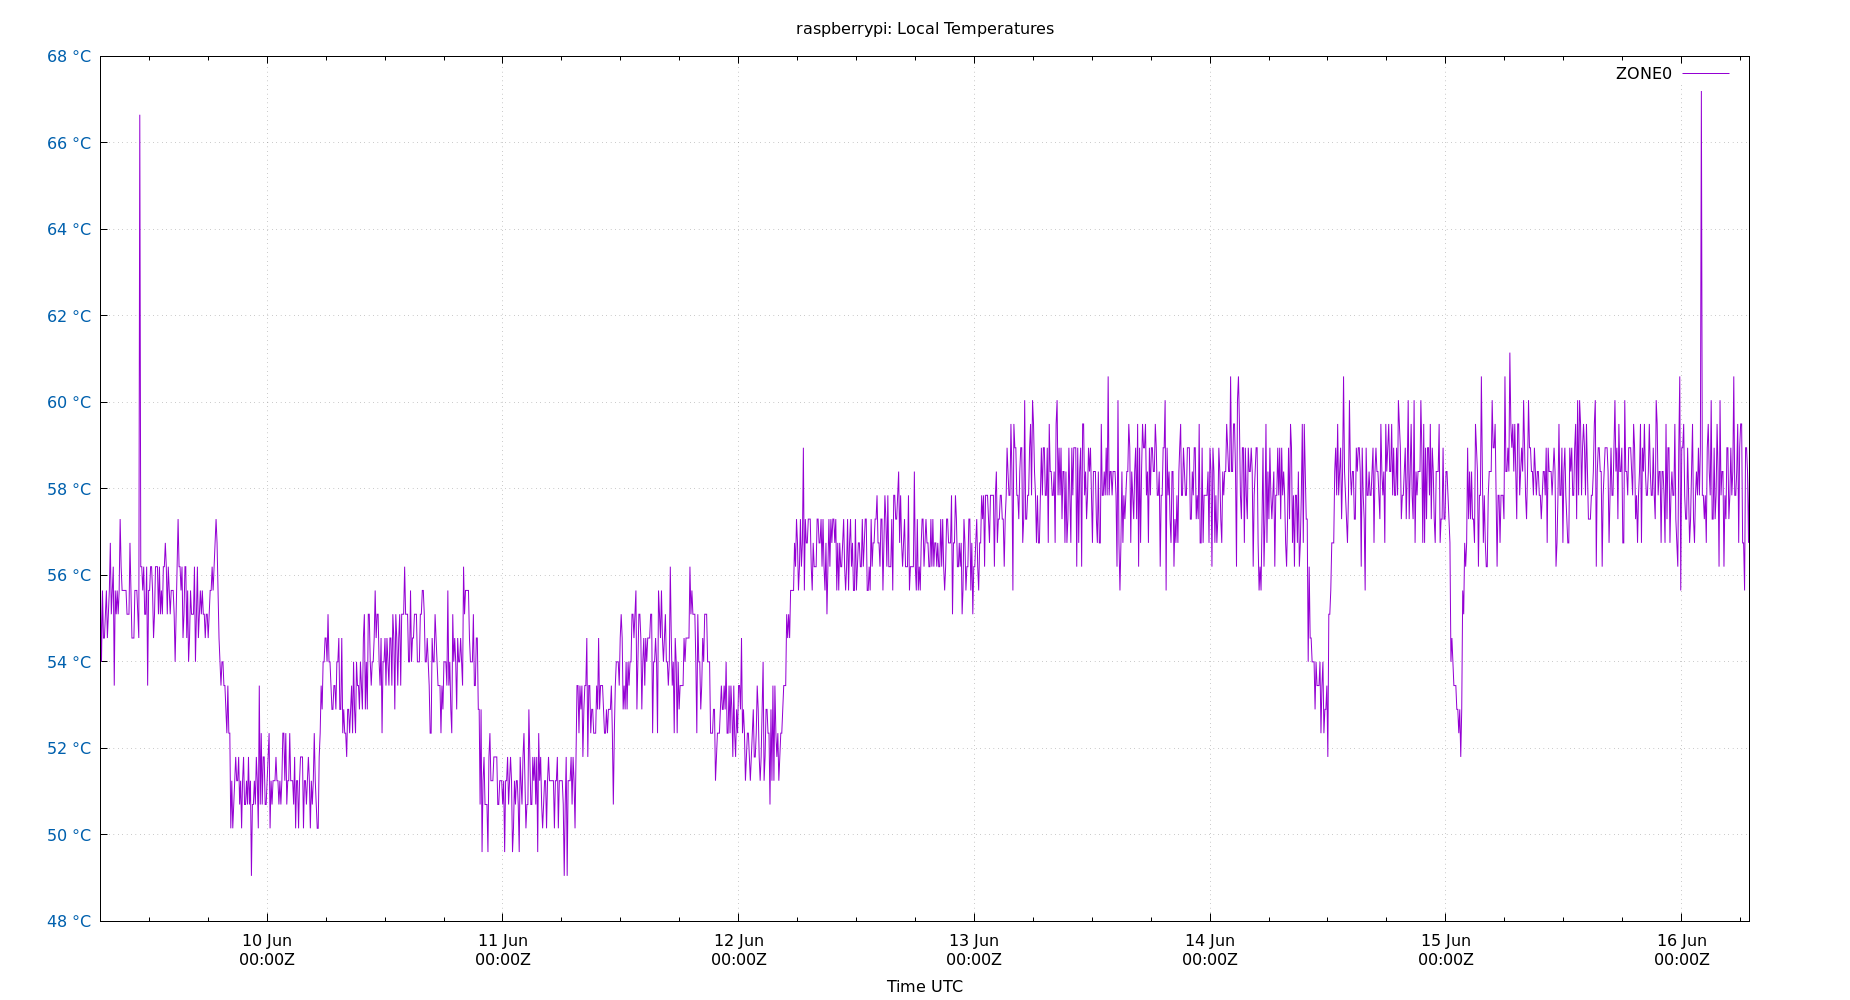 raspberrypi: Local Temperatures
68 °C
ZONE0
66 °C
64 °C
62 °C
60 °C
58 °C
56 °C
54 °C
52 °C
50 °C
48 °C
10 Jun 11 Jun 12 Jun 13 Jun 14 Jun 15 Jun 16 Jun
00:00Z 00:00Z 00:00Z 00:00Z 00:00Z 00:00Z 00:00Z
Time UTC